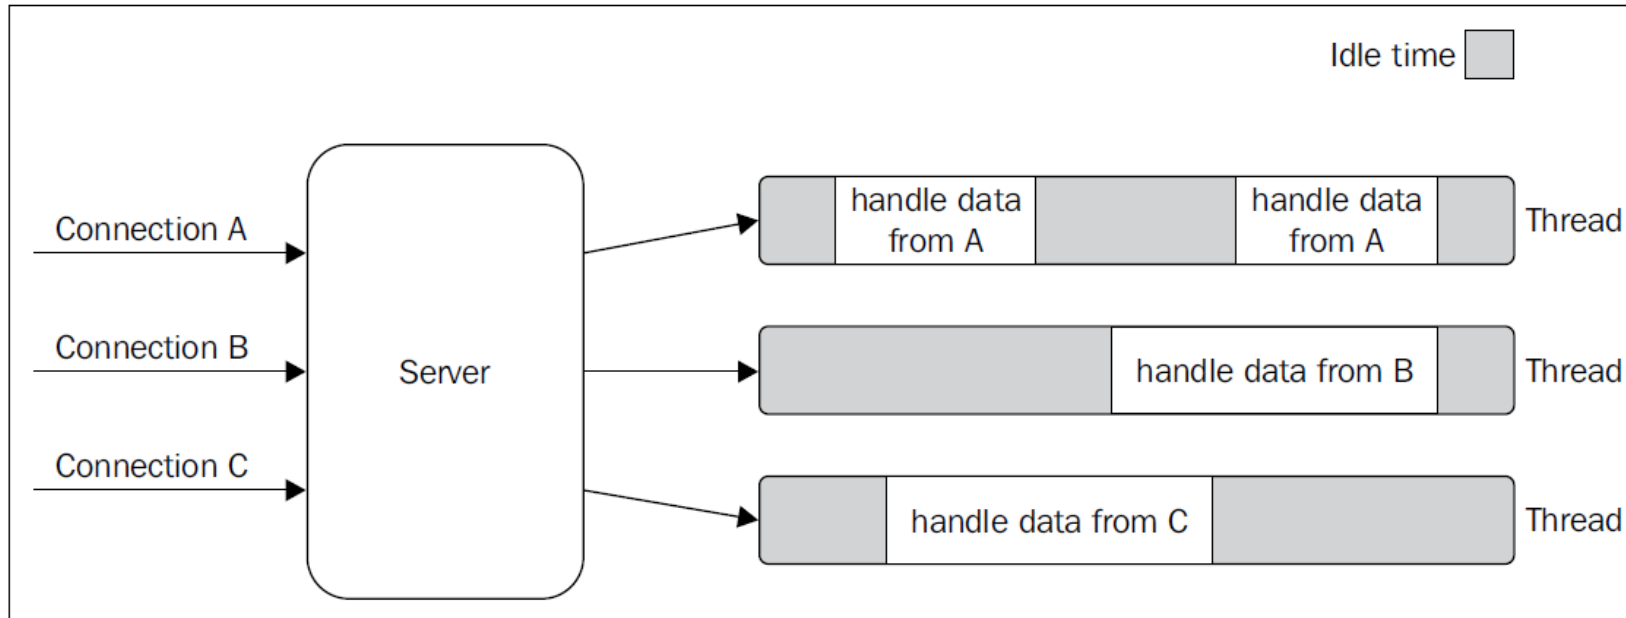 Idle time
Connection A
handle data
from A
handle data
from A
Thread
Connection B
Server
handle data from B
Thread
Connection C
handle data from C
Thread